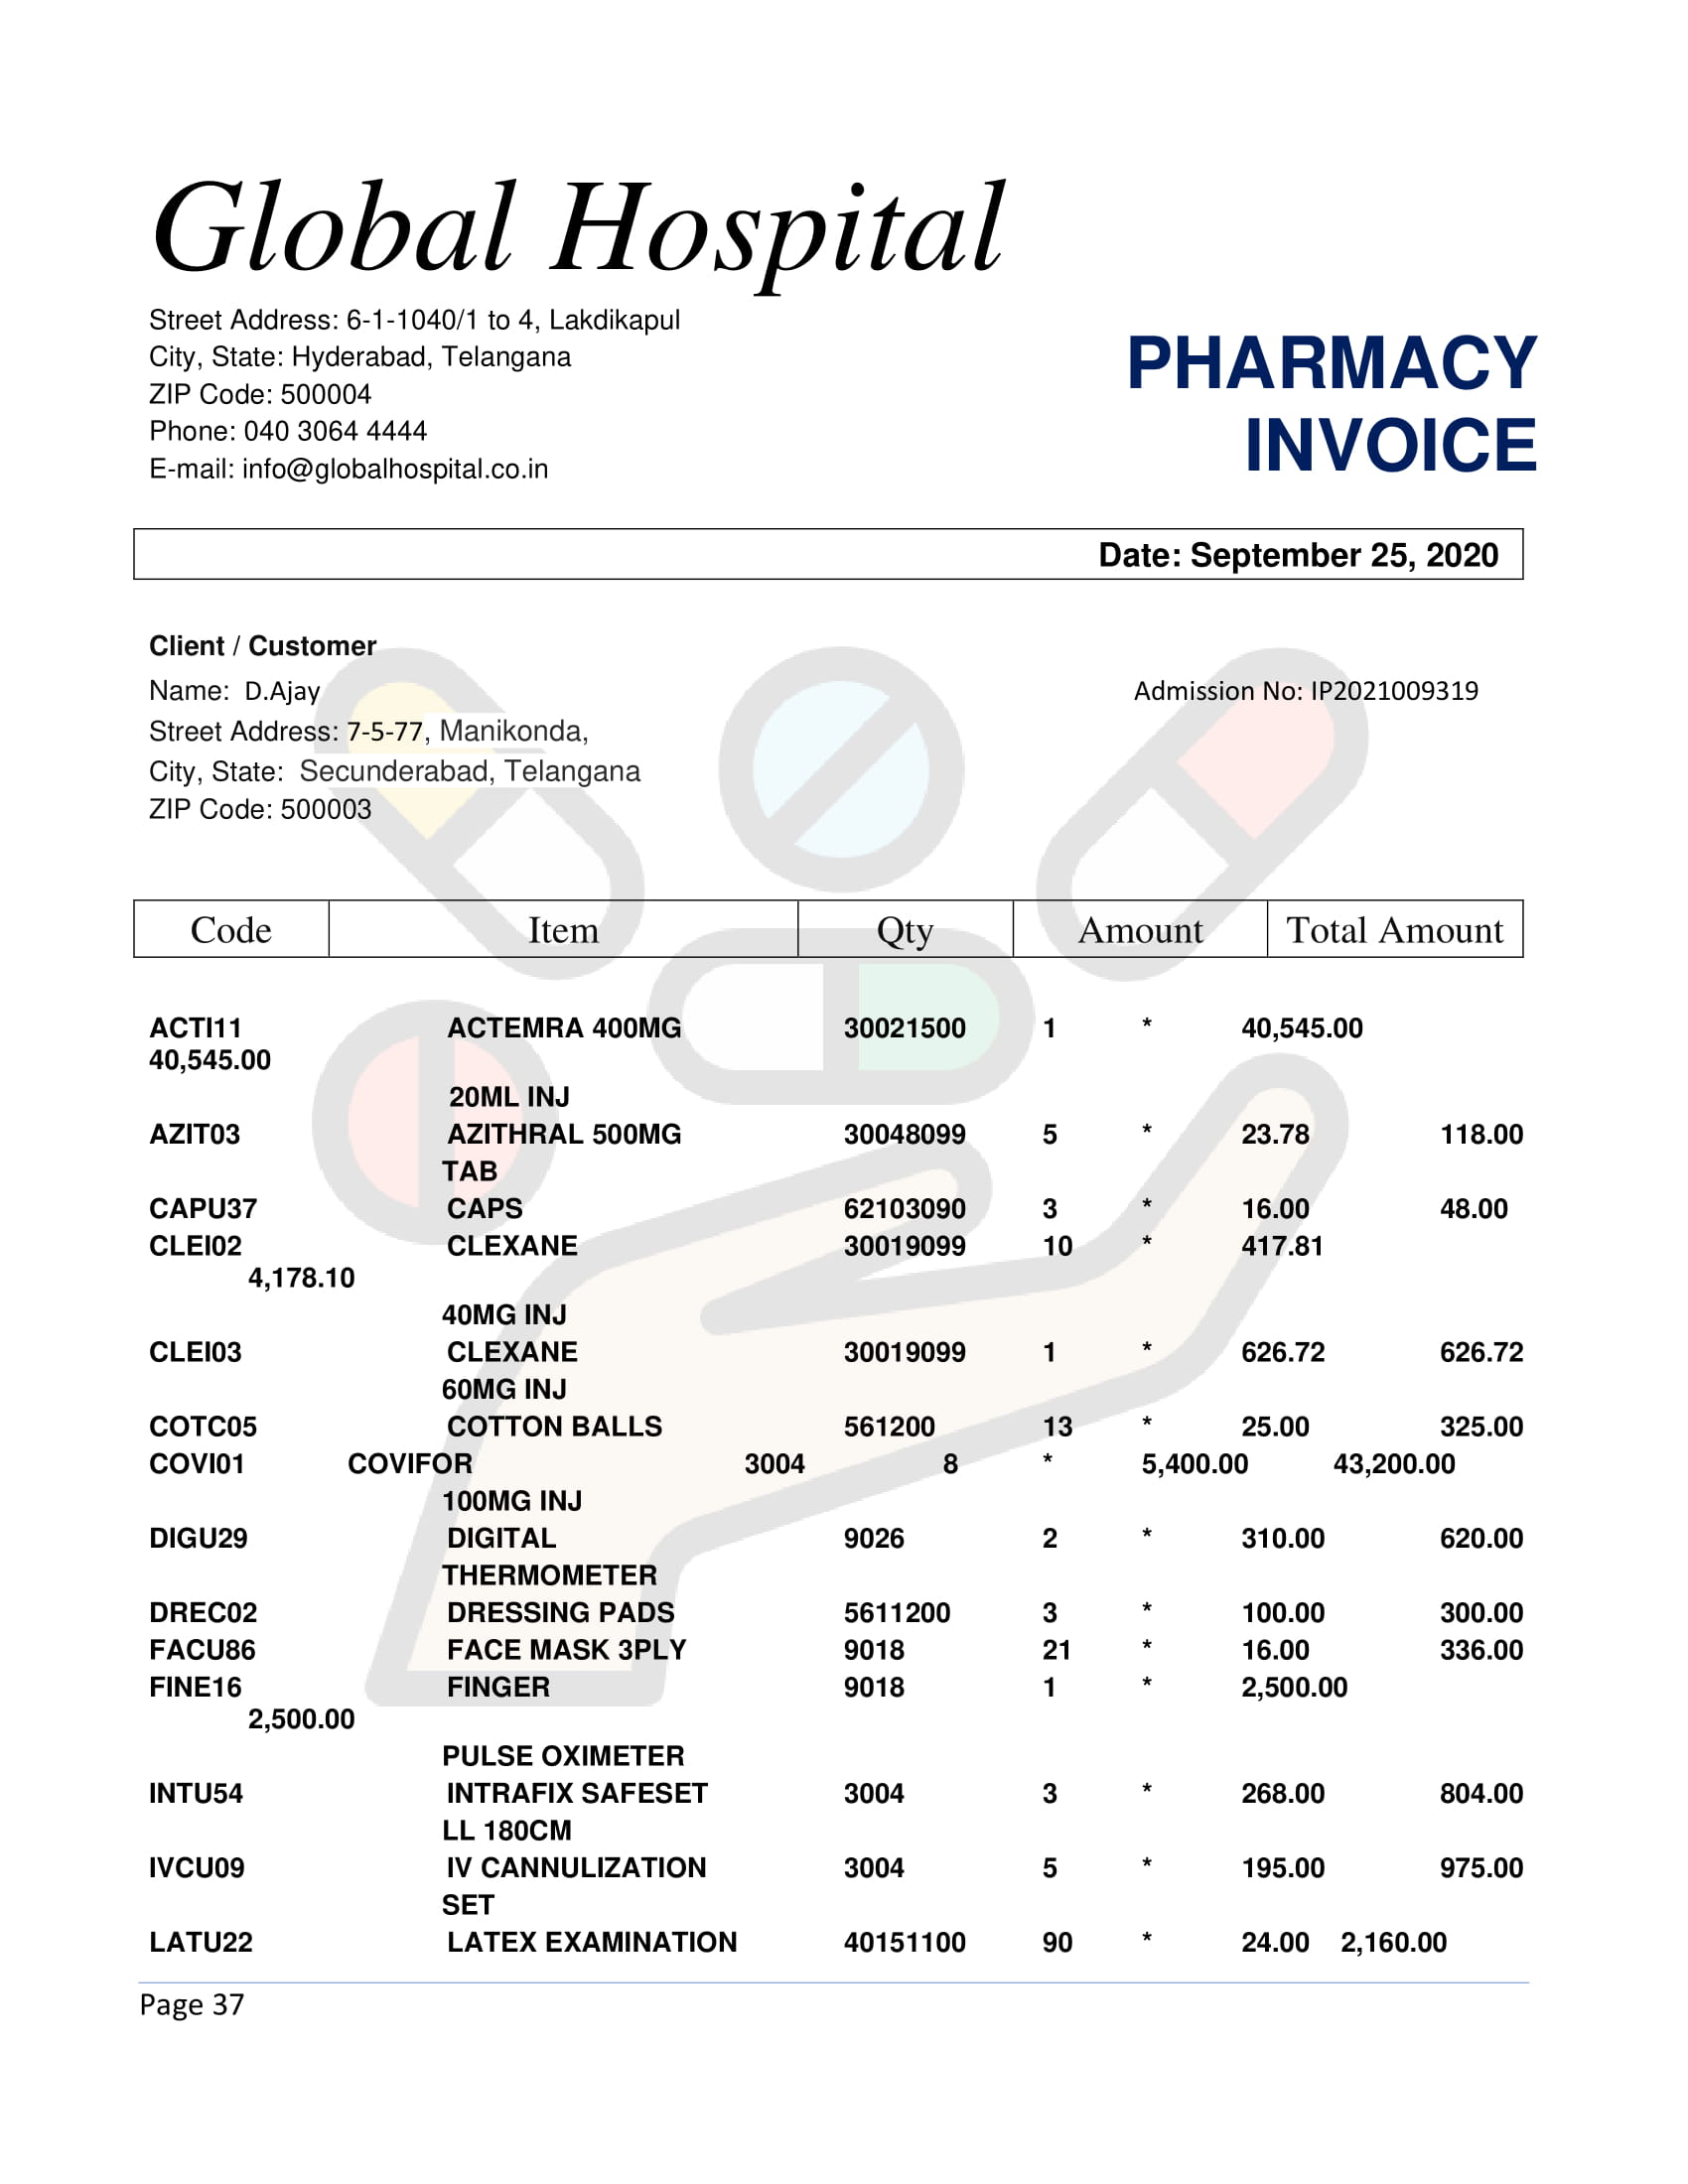 Global Hospital
Street Address: 6-1-1040/1 to 4, Lakdikapul
City, State: Hyderabad, Telangana
ZIP Code: 500004
Phone: 040 3064 4444
E-mail: info@globalhospital.co.in
PHARMACY
INVOICE
Date: September 25, 2020
Client / Customer
Name: D.Ajay Admission No: IP2021009319
Street Address: 7-5-77, Manikonda,
City, State: Secunderabad, Telangana
ZIP Code: 500003
Code Item Qty Amount Total Amount
ACTI11 ACTEMRA 400MG 30021500 1 * 40,545.00
40,545.00
20ML INJ
AZIT03 AZITHRAL 500MG 30048099 5 * 23.78 118.00
TAB
CAPU37 CAPS 62103090 3 * 16.00 48.00
CLEI02 CLEXANE 30019099 10 * 417.81
4,178.10
40MG INJ
CLEI03 CLEXANE 30019099 1 * 626.72 626.72
60MG INJ
COTC05 COTTON BALLS 561200 13 * 25.00 325.00
COVI01 COVIFOR 3004 8 * 5,400.00 43,200.00
100MG INJ
DIGU29 DIGITAL 9026 2 * 310.00 620.00
THERMOMETER
DREC02 DRESSING PADS 5611200 3 * 100.00 300.00
FACU86 FACE MASK 3PLY 9018 21 * 16.00 336.00
FINE16 FINGER 9018 1 * 2,500.00
2,500.00
PULSE OXIMETER
INTU54 INTRAFIX SAFESET 3004 3 * 268.00 804.00
LL 180CM
IVCU09 IV CANNULIZATION 3004 5 * 195.00 975.00
SET
LATU22 LATEX EXAMINATION 40151100 90 * 24.00 2,160.00
Page 37